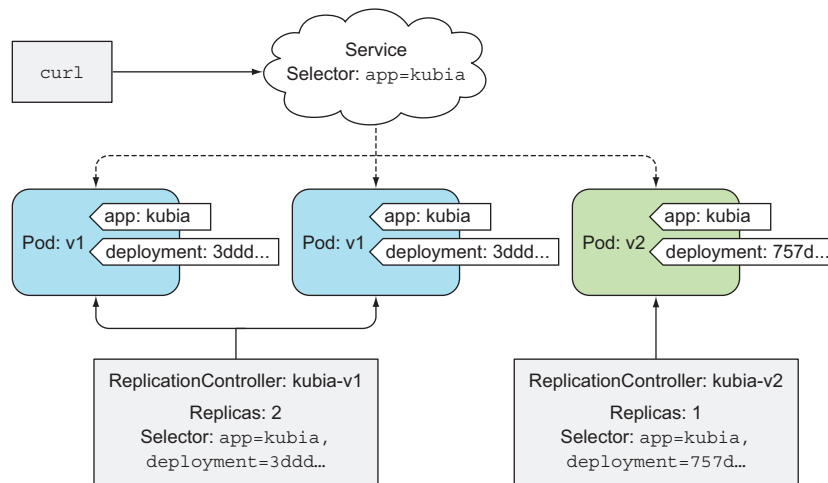 curl
Service
Selector: app=kubia
Pod: v1
app: kubia
deployment: 3ddd...
Pod: v1
app: kubia
deployment: 3ddd...
Pod: v2
app: kubia
deployment: 757d...
ReplicationController: kubia-v1
Replicas: 2
Selector: app=kubia,
deployment=3ddd…
ReplicationController: kubia-v2
Replicas: 1
Selector: app=kubia,
deployment=757d…